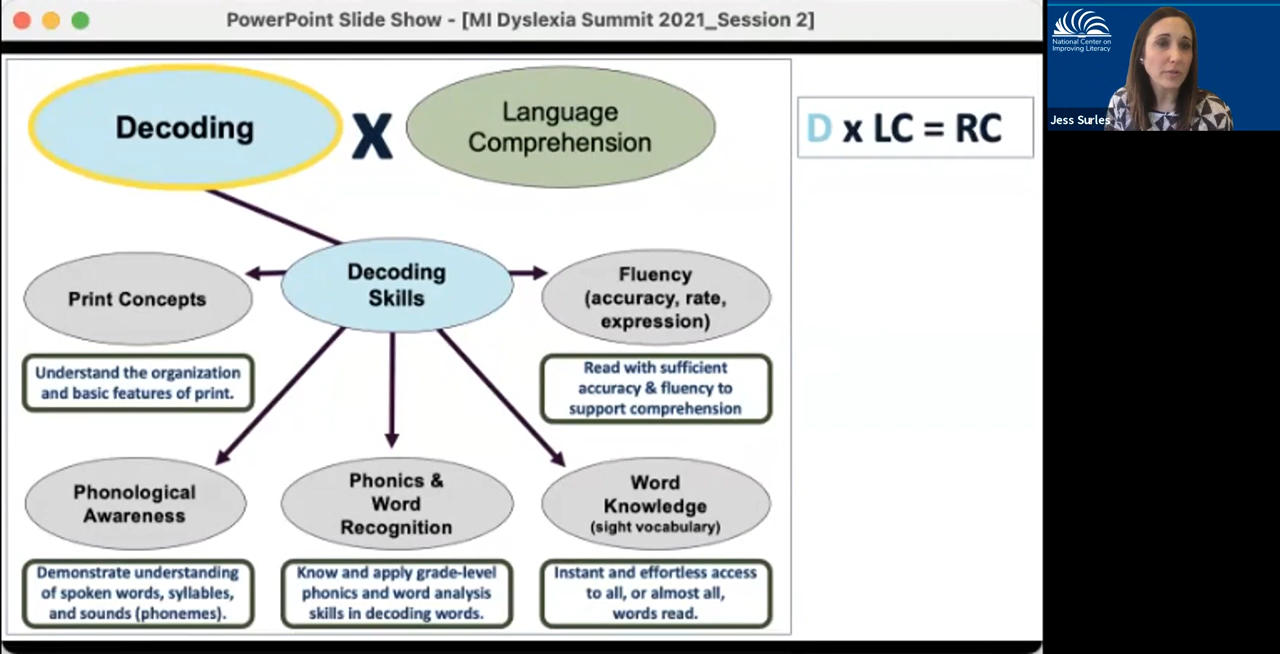 PowerPoint Slide Show - [MI Dyslexia Summit 2021_Session 2]
National Center on
Improving Literacy
Jess Surles
Decoding
X
Language
Comprehension
D x LC = RC
Decoding
Skills
Print Concepts
Fluency
(accuracy, rate,
expression)
Understand the organization
and basic features of print.
Read with sufficient
accuracy & fluency to
support comprehension
Phonological
Awareness
Phonics &
Word
Recognition
Word
Knowledge
(sight vocabulary)
Demonstrate understanding
of spoken words, syllables,
and sounds (phonemes).
Know and apply grade-level
phonics and word analysis
skills in decoding words.
Instant and effortless access
to all, or almost all,
words read.